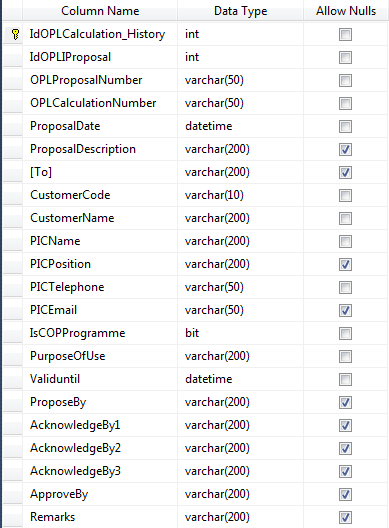 Column Name Data Type Allow Nulls
IdOPLCalculation_History int
IdOPLIProposal int
OPLProposalNumber varchar(50)
OPLCalculationNumber varchar(50)
ProposalDate datetime
ProposalDescription varchar(200)
[To] varchar(200)
CustomerCode varchar(10)
CustomerName varchar(200)
PICName varchar(200)
PICPosition varchar(200)
PICTelephone varchar(50)
PICEmail varchar(50)
IsCOPProgramme bit
PurposeOfUse varchar(200)
Validuntil datetime
ProposeBy varchar(200)
AcknowledgeBy1 varchar(200)
AcknowledgeBy2 varchar(200)
AcknowledgeBy3 varchar(200)
ApproveBy varchar(200)
Remarks varchar(200)